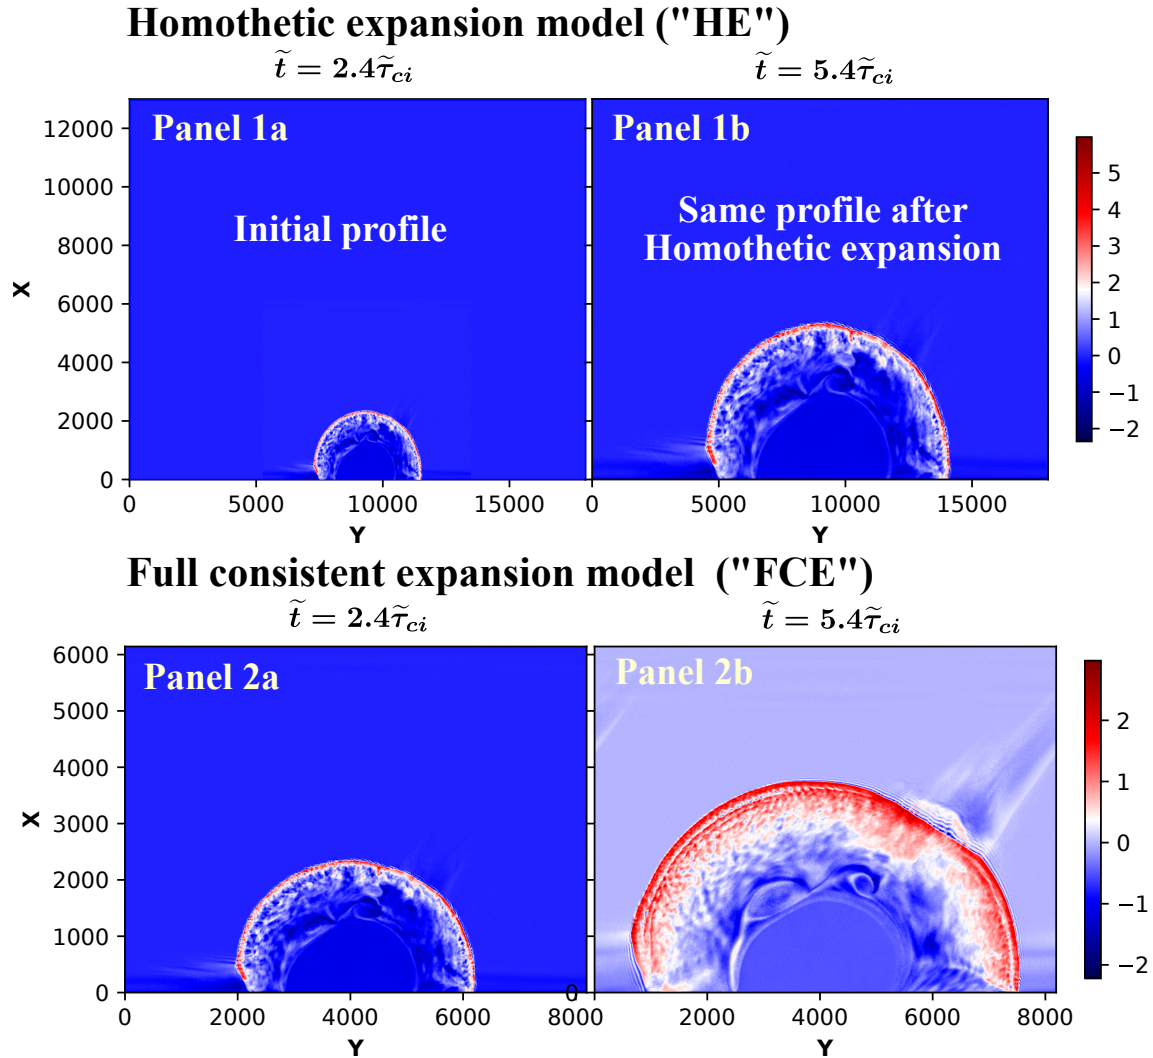 Homothetic expansion model ("HE")
t̃ = 2.4τ̃ci
t̃ = 5.4τ̃ci
Panel 1a
Panel 1b
Initial profile
Same profile after
Homothetic expansion
X
12000
10000
8000
6000
4000
2000
0
0 5000 10000 15000
0 5000 10000 15000
Y
Y
5
4
3
2
1
0
−1
−2
Full consistent expansion model ("FCE")
t̃ = 2.4τ̃ci
t̃ = 5.4τ̃ci
Panel 2a
Panel 2b
X
6000
5000
4000
3000
2000
1000
0
0 2000 4000 6000 8000
0 2000 4000 6000 8000
Y
Y
2
1
0
−1
−2